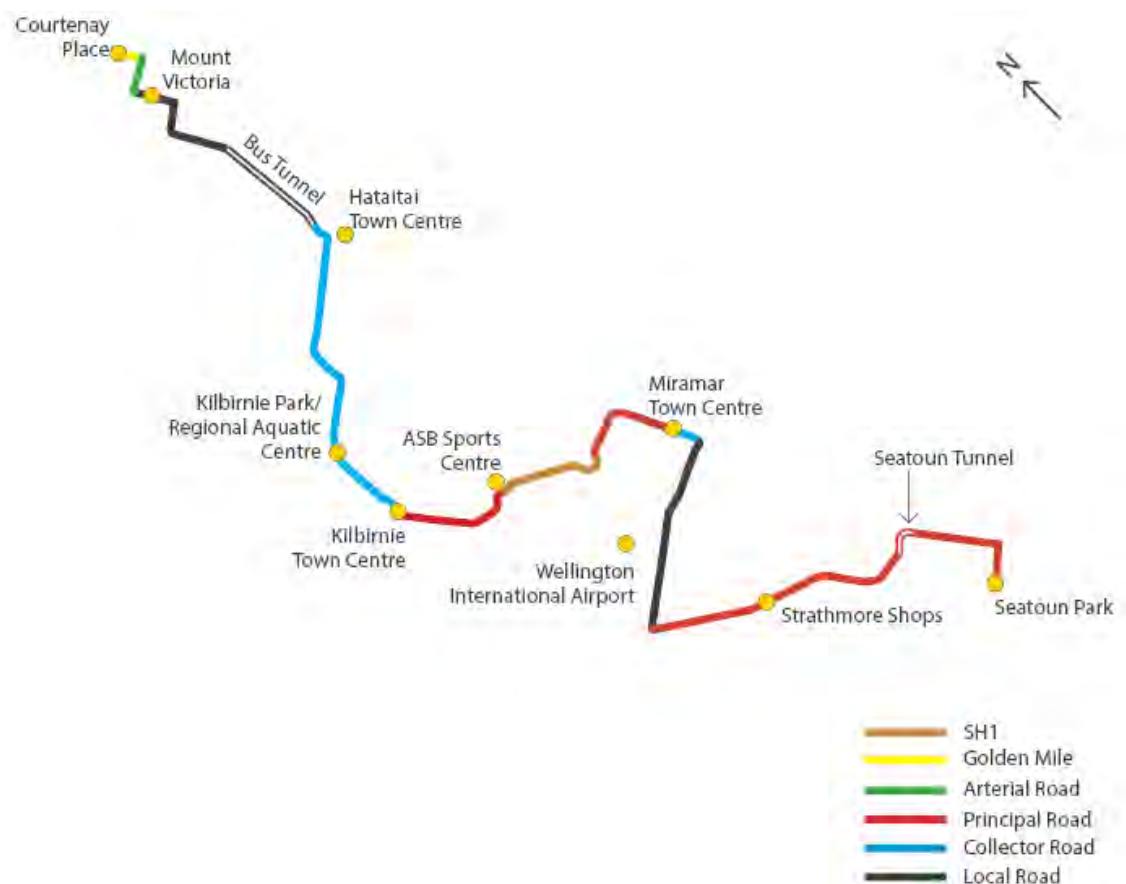 Courtenay
Place
Mount
Victoria
N
Bus Tunnel
Hataitai
Town Centre
Kilbirnie Park/
Regional Aquatic
Centre
ASB Sports
Centre
Miramar
Town Centre
Seatoun Tunnel
Kilbirnie
Town Centre
Wellington
International Airport
Strathmore Shops
Seatoun Park
SH1
Golden Mile
Arterial Road
Principal Road
Collector Road
Local Road